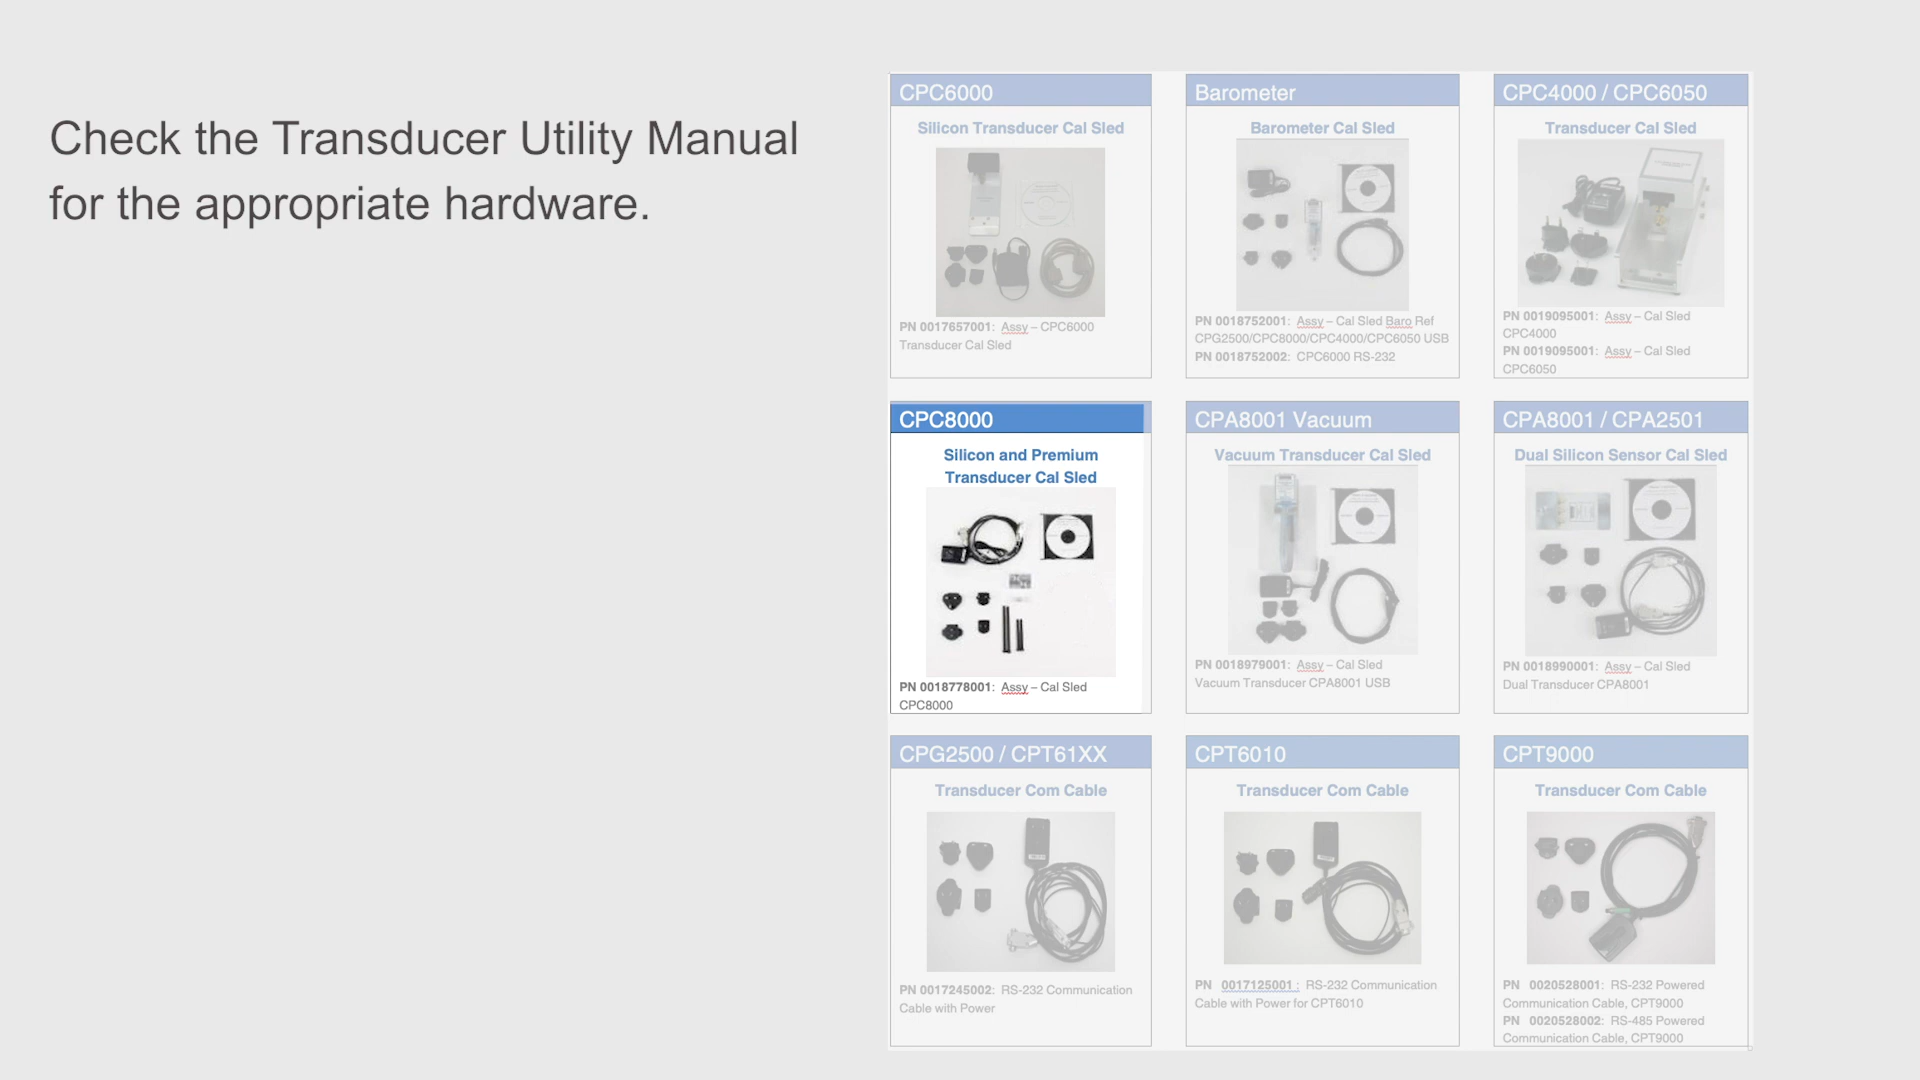 Check the Transducer Utility Manual
for the appropriate hardware.
CPC6000
Silicon Transducer Cal Sled
PN 0017657001: Assy – CPC6000
Transducer Cal Sled
Barometer
Barometer Cal Sled
PN 0018752001: Assy – Cal Sled Baro Ref
CPG2500/CPC8000/CPC4000/CPC6050 USB
PN 0018752002: CPC6000 RS-232
CPC4000 / CPC6050
Transducer Cal Sled
PN 0019095001: Assy – Cal Sled
CPC4000
PN 0019095001: Assy – Cal Sled
CPC6050
CPC8000
Silicon and Premium
Transducer Cal Sled
PN 0018778001: Assy – Cal Sled
CPC8000
CPA8001 Vacuum
Vacuum Transducer Cal Sled
PN 0018979001: Assy – Cal Sled
Vacuum Transducer CPA8001 USB
CPA8001 / CPA2501
Dual Silicon Sensor Cal Sled
PN 0018990001: Assy – Cal Sled
Dual Transducer CPA8001
CPG2500 / CPT61XX
Transducer Com Cable
PN 0017245002: RS-232 Communication
Cable with Power
CPT6010
Transducer Com Cable
PN 0017125001 : RS-232 Communication
Cable with Power for CPT6010
CPT9000
Transducer Com Cable
PN 0020528001: RS-232 Powered
Communication Cable, CPT9000
PN 0020528002: RS-485 Powered
Communication Cable, CPT9000